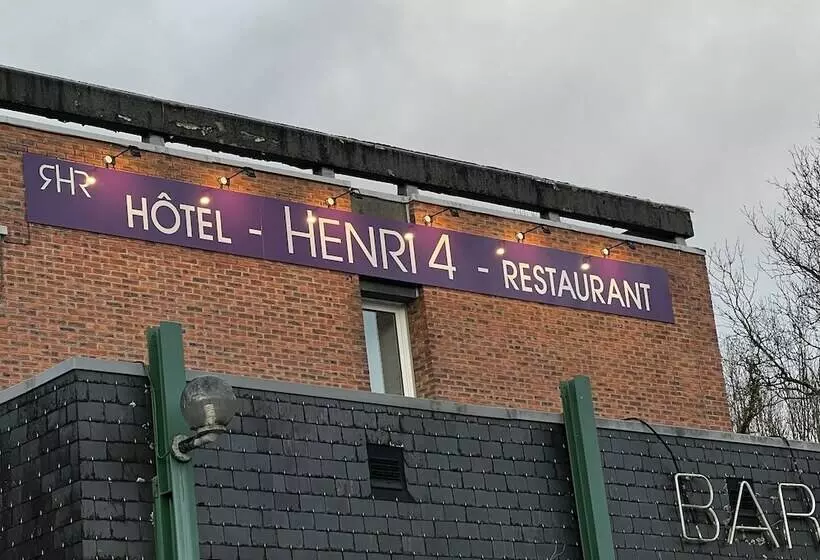 RHR HÔTEL - HENRI 4 - RESTAURANT
BAR